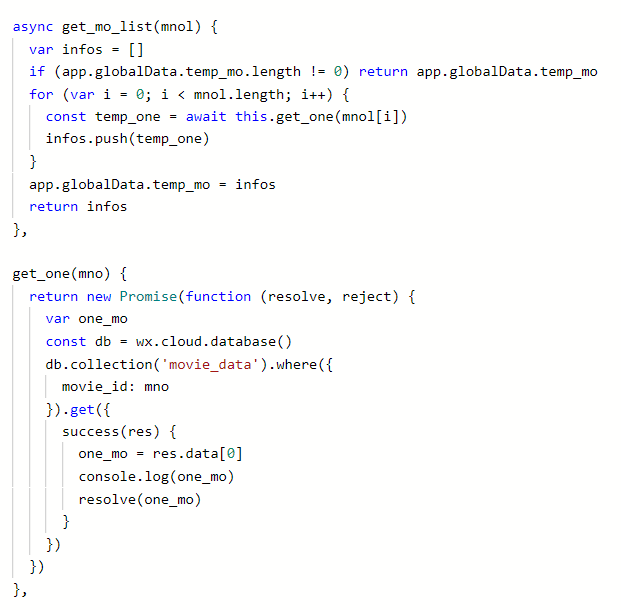 async get_mo_list(mnol) {
  var infos = []
  if (app.globalData.temp_mo.length != 0) return app.globalData.temp_mo
  for (var i = 0; i < mnol.length; i++) {
    const temp_one = await this.get_one(mnol[i])
    infos.push(temp_one)
  }
  app.globalData.temp_mo = infos
  return infos
},

get_one(mno) {
  return new Promise(function (resolve, reject) {
    var one_mo
    const db = wx.cloud.database()
    db.collection('movie_data').where({
      movie_id: mno
    }).get({
      success(res) {
        one_mo = res.data[0]
        console.log(one_mo)
        resolve(one_mo)
      }
    })
  })
},